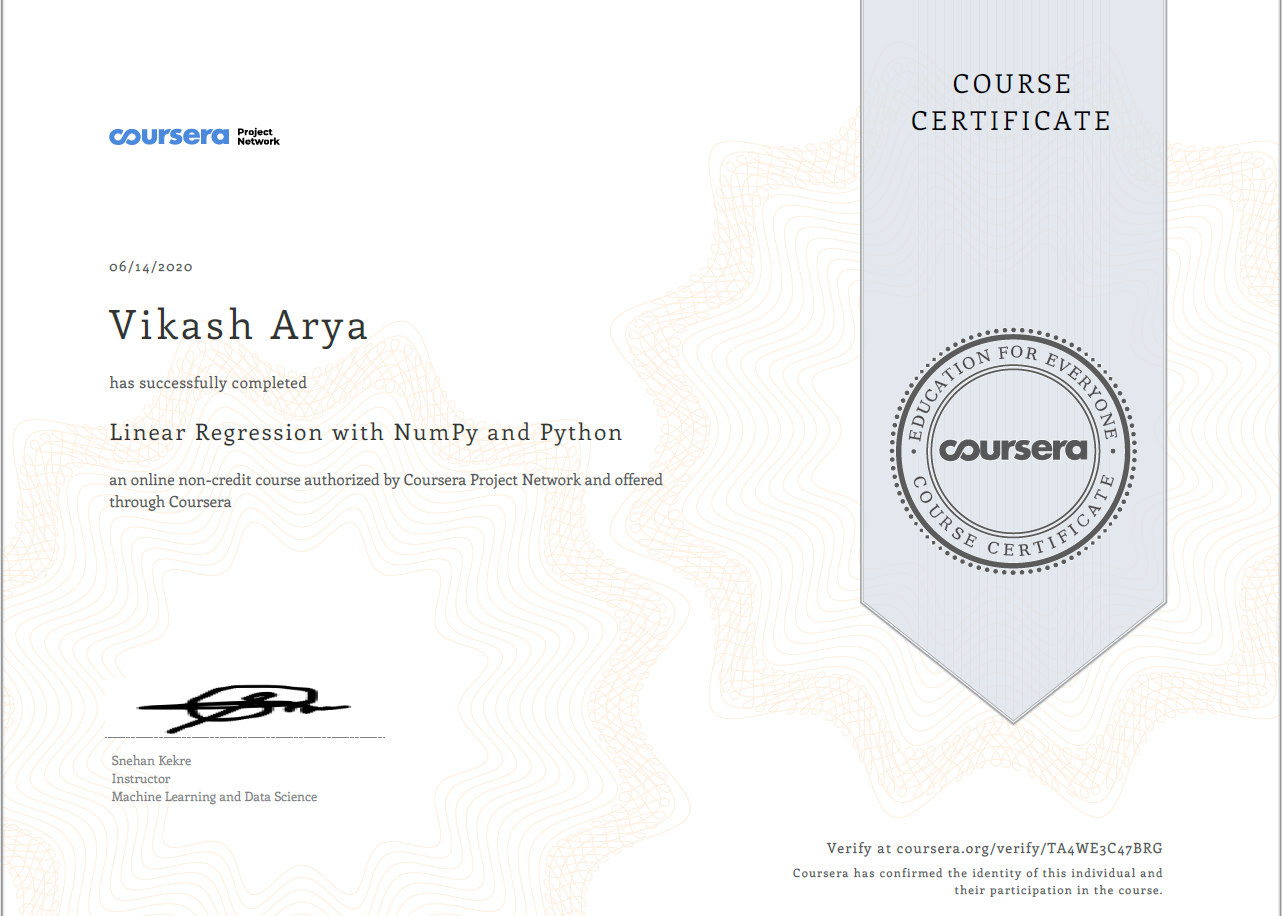 coursera Project Network
COURSE
CERTIFICATE
06/14/2020
Vikash Arya
has successfully completed
Linear Regression with NumPy and Python
an online non-credit course authorized by Coursera Project Network and offered
through Coursera
EDUCATION FOR EVERYONE
coursera
COURSE CERTIFICATE
Snehan Kekre
Instructor
Machine Learning and Data Science
Verify at coursera.org/verify/TA4WE3C47BRG
Coursera has confirmed the identity of this individual and
their participation in the course.